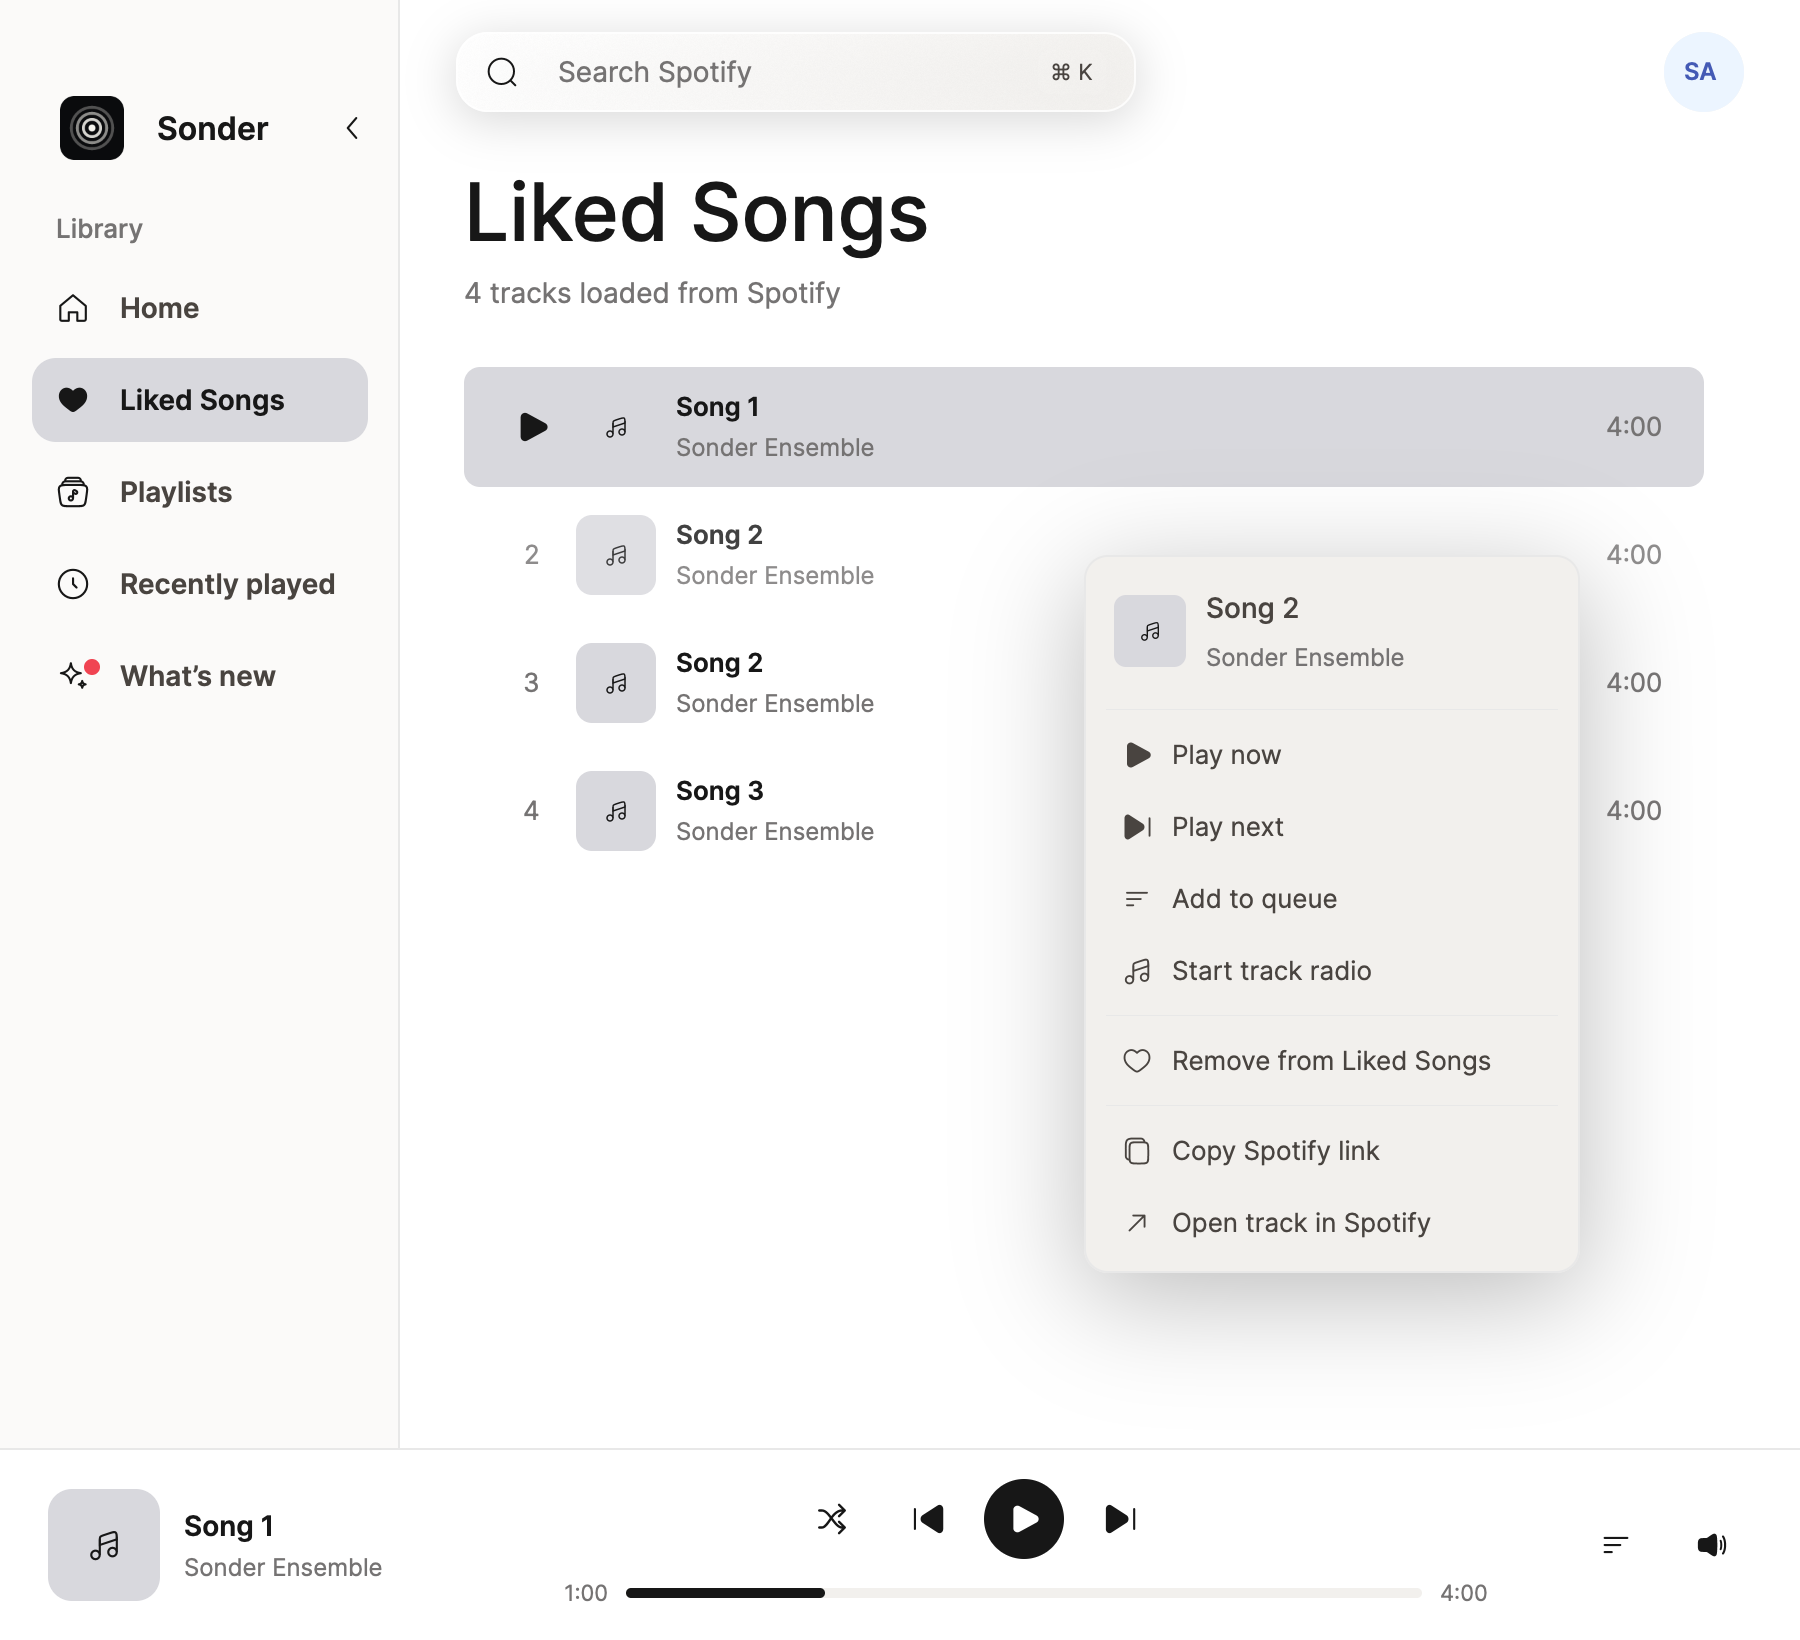 Sonder
Library
Home
Liked Songs
Playlists
Recently played
What’s new
Search Spotify ⌘ K
SA
Liked Songs
4 tracks loaded from Spotify
Song 1
Sonder Ensemble
4:00
2
Song 2
Sonder Ensemble
4:00
3
Song 2
Sonder Ensemble
4:00
4
Song 3
Sonder Ensemble
4:00
Song 2
Sonder Ensemble
Play now
Play next
Add to queue
Start track radio
Remove from Liked Songs
Copy Spotify link
Open track in Spotify
Song 1
Sonder Ensemble
1:00
4:00